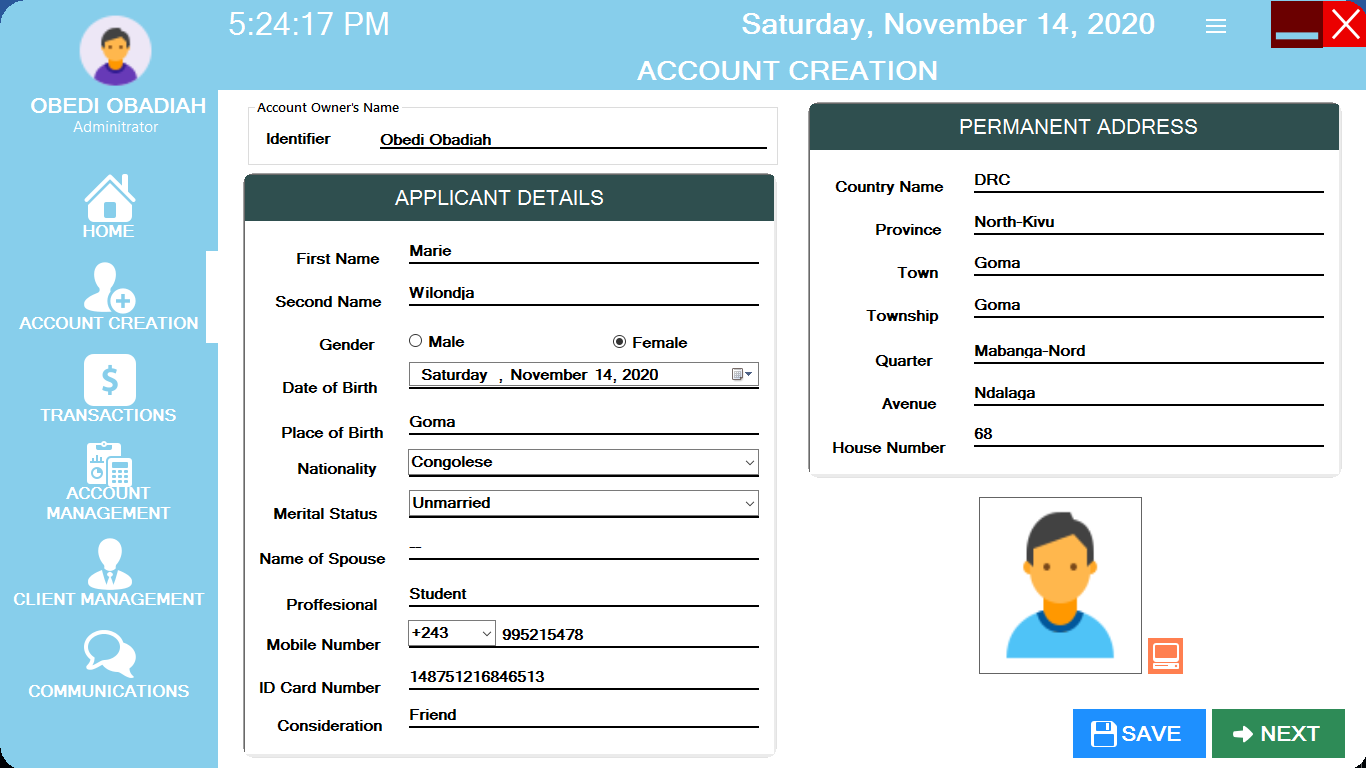 5:24:17 PM
Saturday, November 14, 2020
ACCOUNT CREATION
OBEDI OBADIAH
Adminitrator
HOME
ACCOUNT CREATION
$
TRANSACTIONS
ACCOUNT
MANAGEMENT
CLIENT MANAGEMENT
COMMUNICATIONS
Account Owner's Name
Identifier Obedi Obadiah
APPLICANT DETAILS
First Name Marie
Second Name Wilondja
Gender Male Female
Date of Birth Saturday , November 14, 2020
Place of Birth Goma
Nationality Congolese
Merital Status Unmarried
Name of Spouse --
Proffesional Student
Mobile Number +243 995215478
ID Card Number 148751216846513
Consideration Friend
PERMANENT ADDRESS
Country Name DRC
Province North-Kivu
Town Goma
Township Goma
Quarter Mabanga-Nord
Avenue Ndalaga
House Number 68
SAVE
NEXT